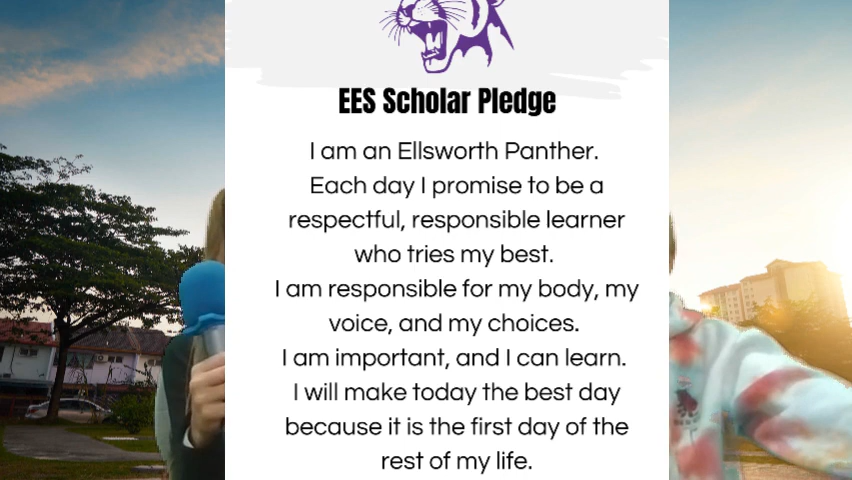 EES Scholar Pledge
I am an Ellsworth Panther.
Each day I promise to be a
respectful, responsible learner
who tries my best.
I am responsible for my body, my
voice, and my choices.
I am important, and I can learn.
I will make today the best day
because it is the first day of the
rest of my life.